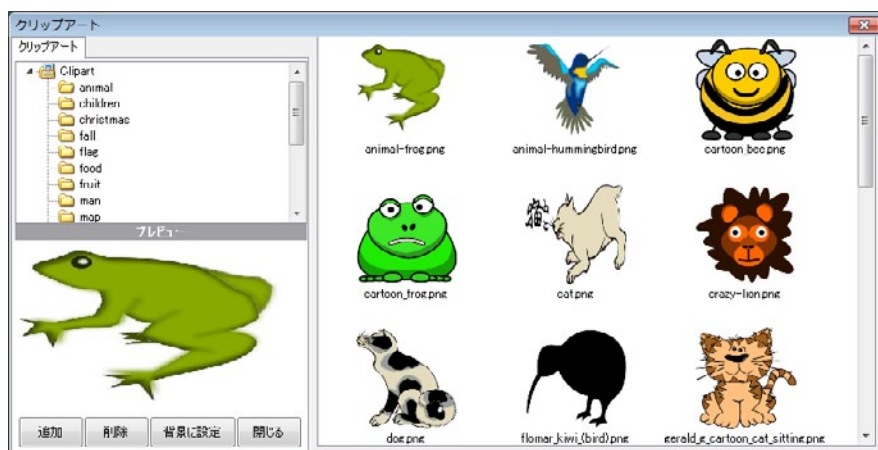 クリップアート
クリップアート
Clipart
animal
children
christmas
fall
flag
food
fruit
man
map
プレビュー
追加
削除
背景に設定
閉じる
animal-frog.png
animal-hummingbird.png
cartoon_bee.png
cartoon_frog.png
猫
cat.png
crazy-lion.png
dog.png
flomar_kiwi_(bird).png
gerald_g_cartoon_cat_sitting.png